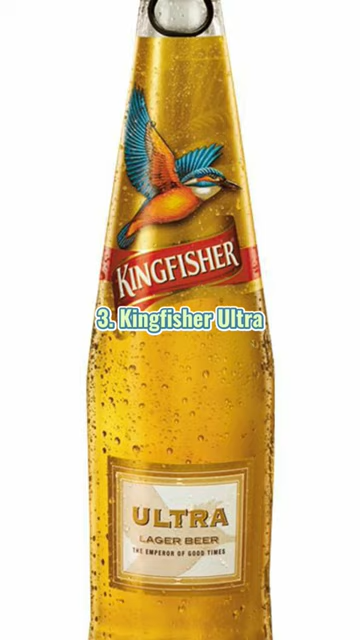 KINGFISHER
3. Kingfisher Ultra
ULTRA
LAGER BEER
THE EMPEROR OF GOOD TIMES